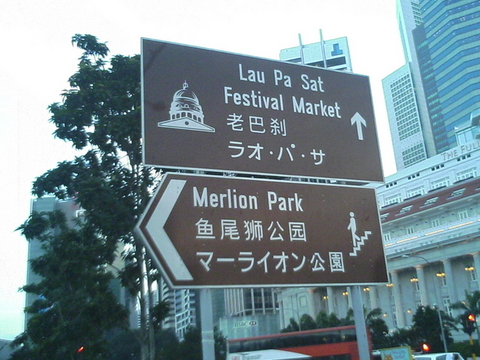 Lau Pa Sat
Festival Market
老巴刹
ラオ・パ・サ
Merlion Park
鱼尾狮公园
マーライオン公園